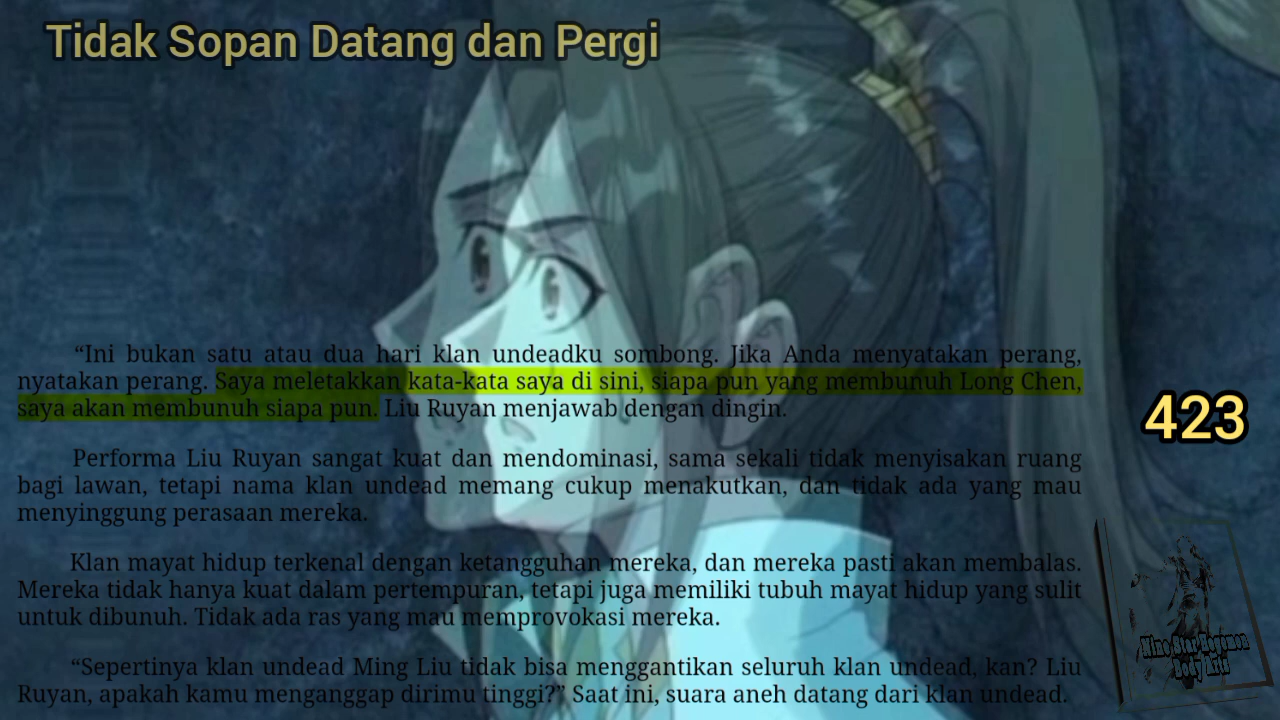 Tidak Sopan Datang dan Pergi
“Ini bukan satu atau dua hari klan undeadku sombong. Jika Anda menyatakan perang,
nyatakan perang. Saya meletakkan kata-kata saya di sini, siapa pun yang membunuh Long Chen,
saya akan membunuh siapa pun. Liu Ruyan menjawab dengan dingin.
Performa Liu Ruyan sangat kuat dan mendominasi, sama sekali tidak menyisakan ruang
bagi lawan, tetapi nama klan undead memang cukup menakutkan, dan tidak ada yang mau
menyinggung perasaan mereka.
Klan mayat hidup terkenal dengan ketangguhan mereka, dan mereka pasti akan membalas.
Mereka tidak hanya kuat dalam pertempuran, tetapi juga memiliki tubuh mayat hidup yang sulit
untuk dibunuh. Tidak ada ras yang mau memprovokasi mereka.
“Sepertinya klan undead Ming Liu tidak bisa menggantikan seluruh klan undead, kan? Liu
Ruyan, apakah kamu menganggap dirimu tinggi?” Saat ini, suara aneh datang dari klan undead.
423
Nine Star Hegemon
Body Arts